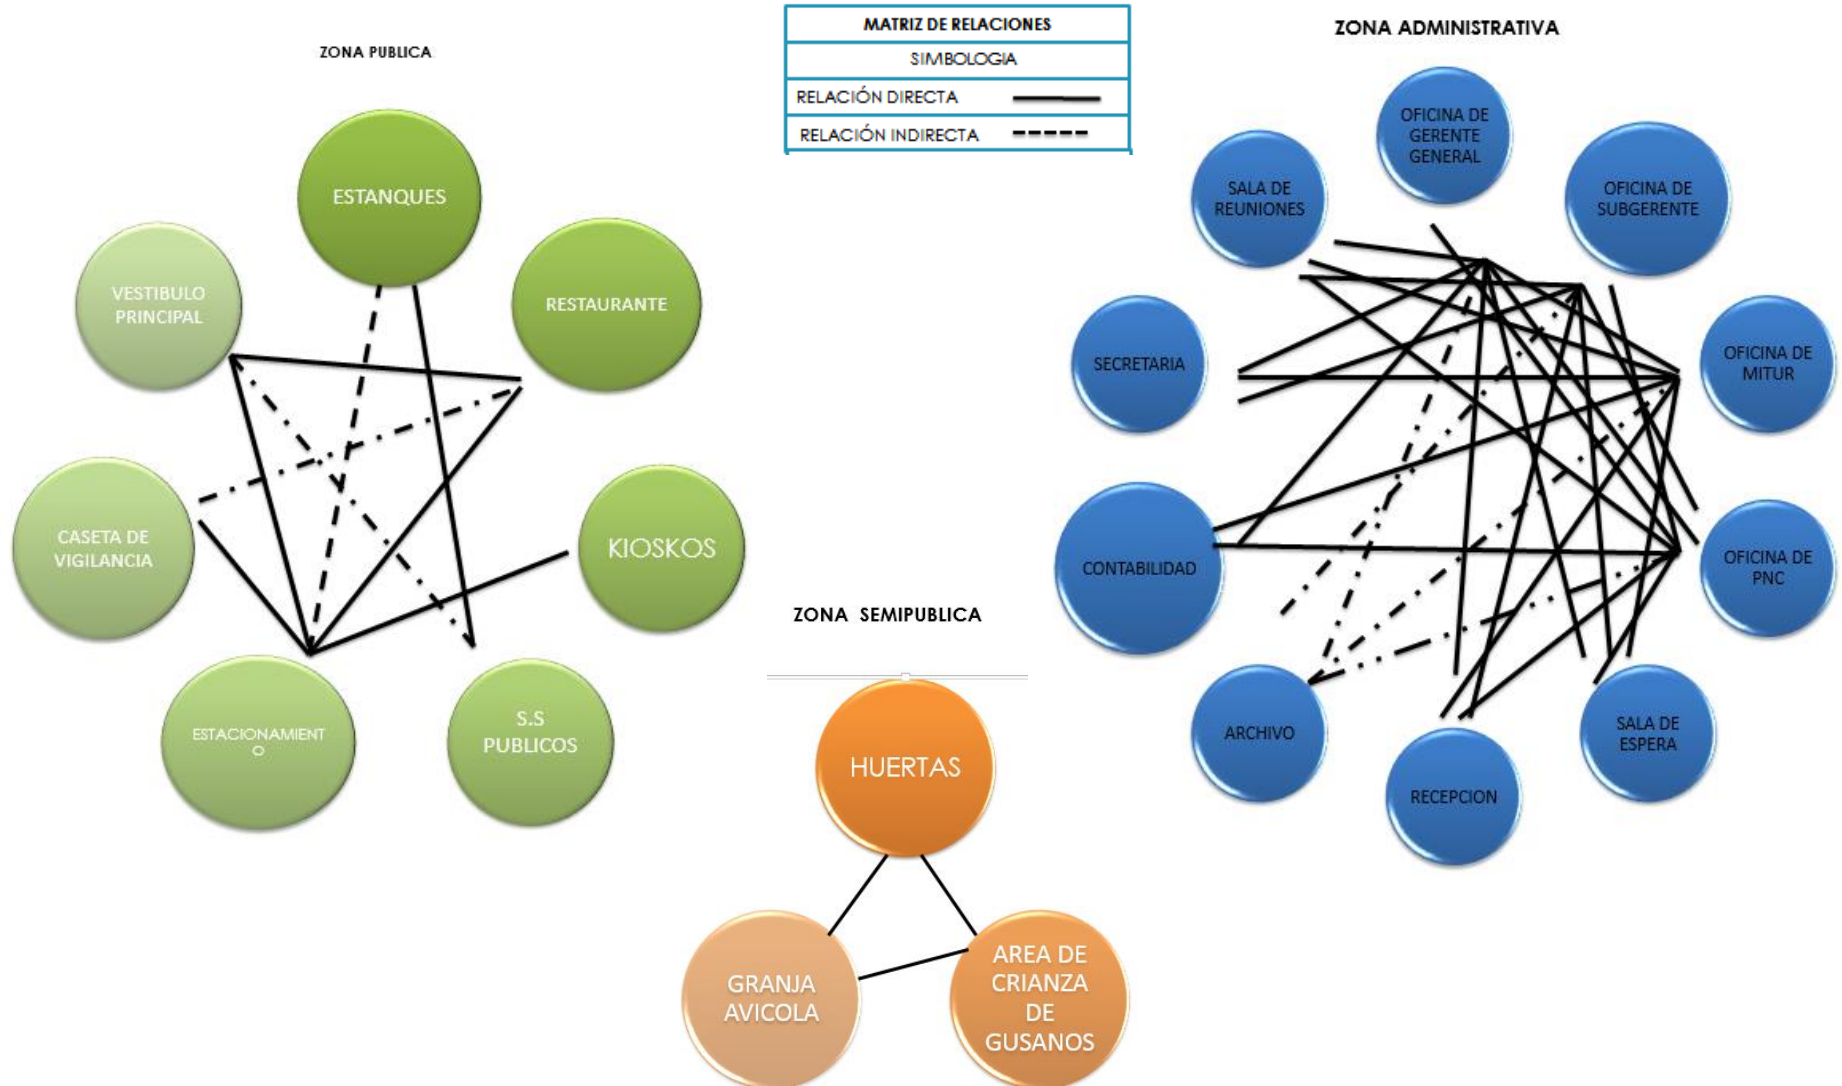 ZONA PUBLICA
ESTANQUES
VESTIBULO
PRINCIPAL
RESTAURANTE
CASETA DE
VIGILANCIA
KIOSKOS
ESTACIONAMIENT
O
S.S
PUBLICOS
MATRIZ DE RELACIONES
SIMBOLOGIA
RELACIÓN DIRECTA
RELACIÓN INDIRECTA
ZONA SEMIPUBLICA
HUERTAS
GRANJA
AVICOLA
AREA DE
CRIANZA
DE
GUSANOS
ZONA ADMINISTRATIVA
OFICINA DE
GERENTE
GENERAL
SALA DE
REUNIONES
OFICINA DE
SUBGERENTE
SECRETARIA
OFICINA DE
MITUR
CONTABILIDAD
OFICINA DE
PNC
ARCHIVO
SALA DE
ESPERA
RECEPCION